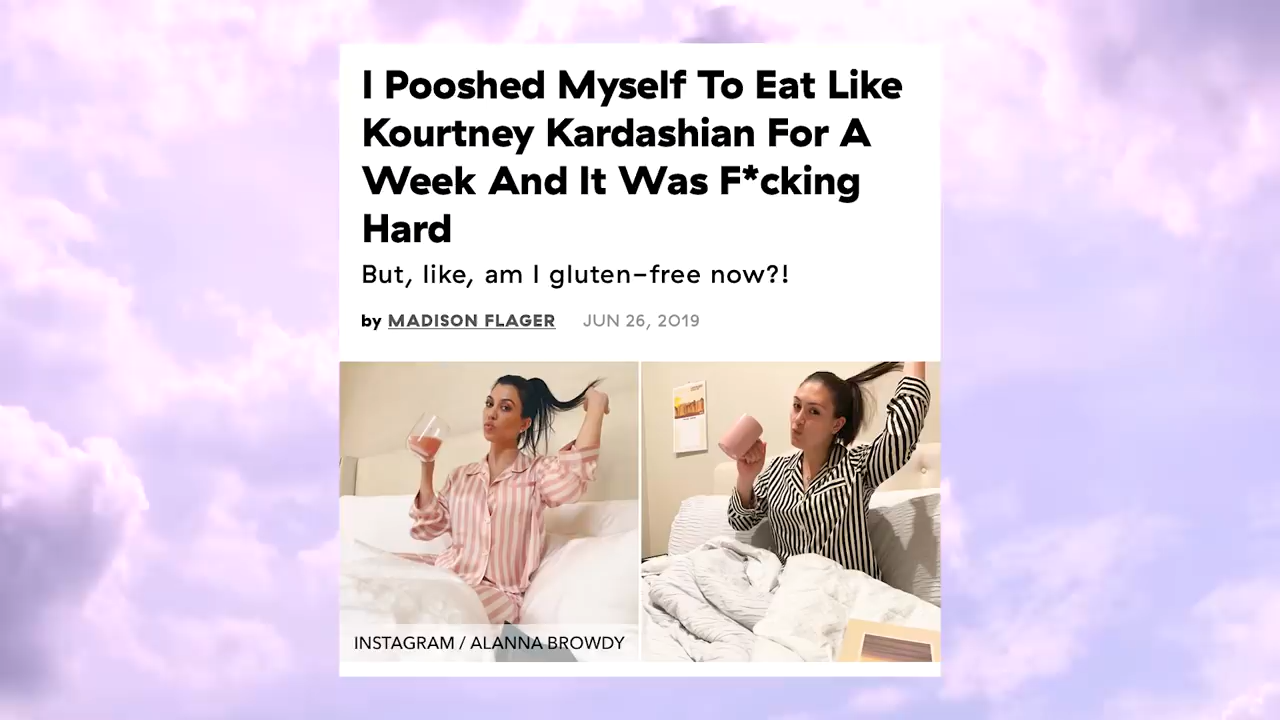 I Pooshed Myself To Eat Like
Kourtney Kardashian For A
Week And It Was F*cking
Hard
But, like, am I gluten-free now?!
by MADISON FLAGER JUN 26, 2019
INSTAGRAM / ALANNA BROWDY